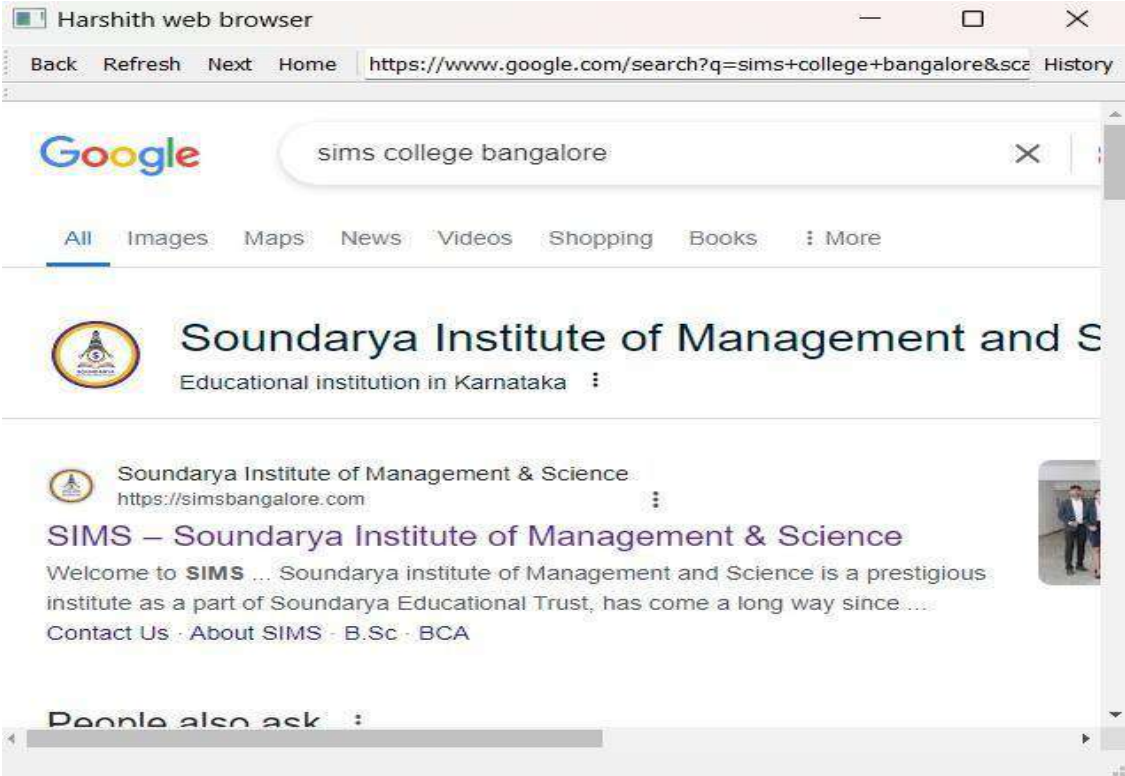 Harshith web browser
Back Refresh Next Home https://www.google.com/search?q=sims+college+bangalore&sca History
Google sims college bangalore
All Images Maps News Videos Shopping Books More
Soundarya Institute of Management and S
Educational institution in Karnataka
Soundarya Institute of Management & Science
https://simsbangalore.com
SIMS – Soundarya Institute of Management & Science
Welcome to SIMS ... Soundarya institute of Management and Science is a prestigious
institute as a part of Soundarya Educational Trust, has come a long way since ...
Contact Us · About SIMS · B.Sc · BCA
People also ask